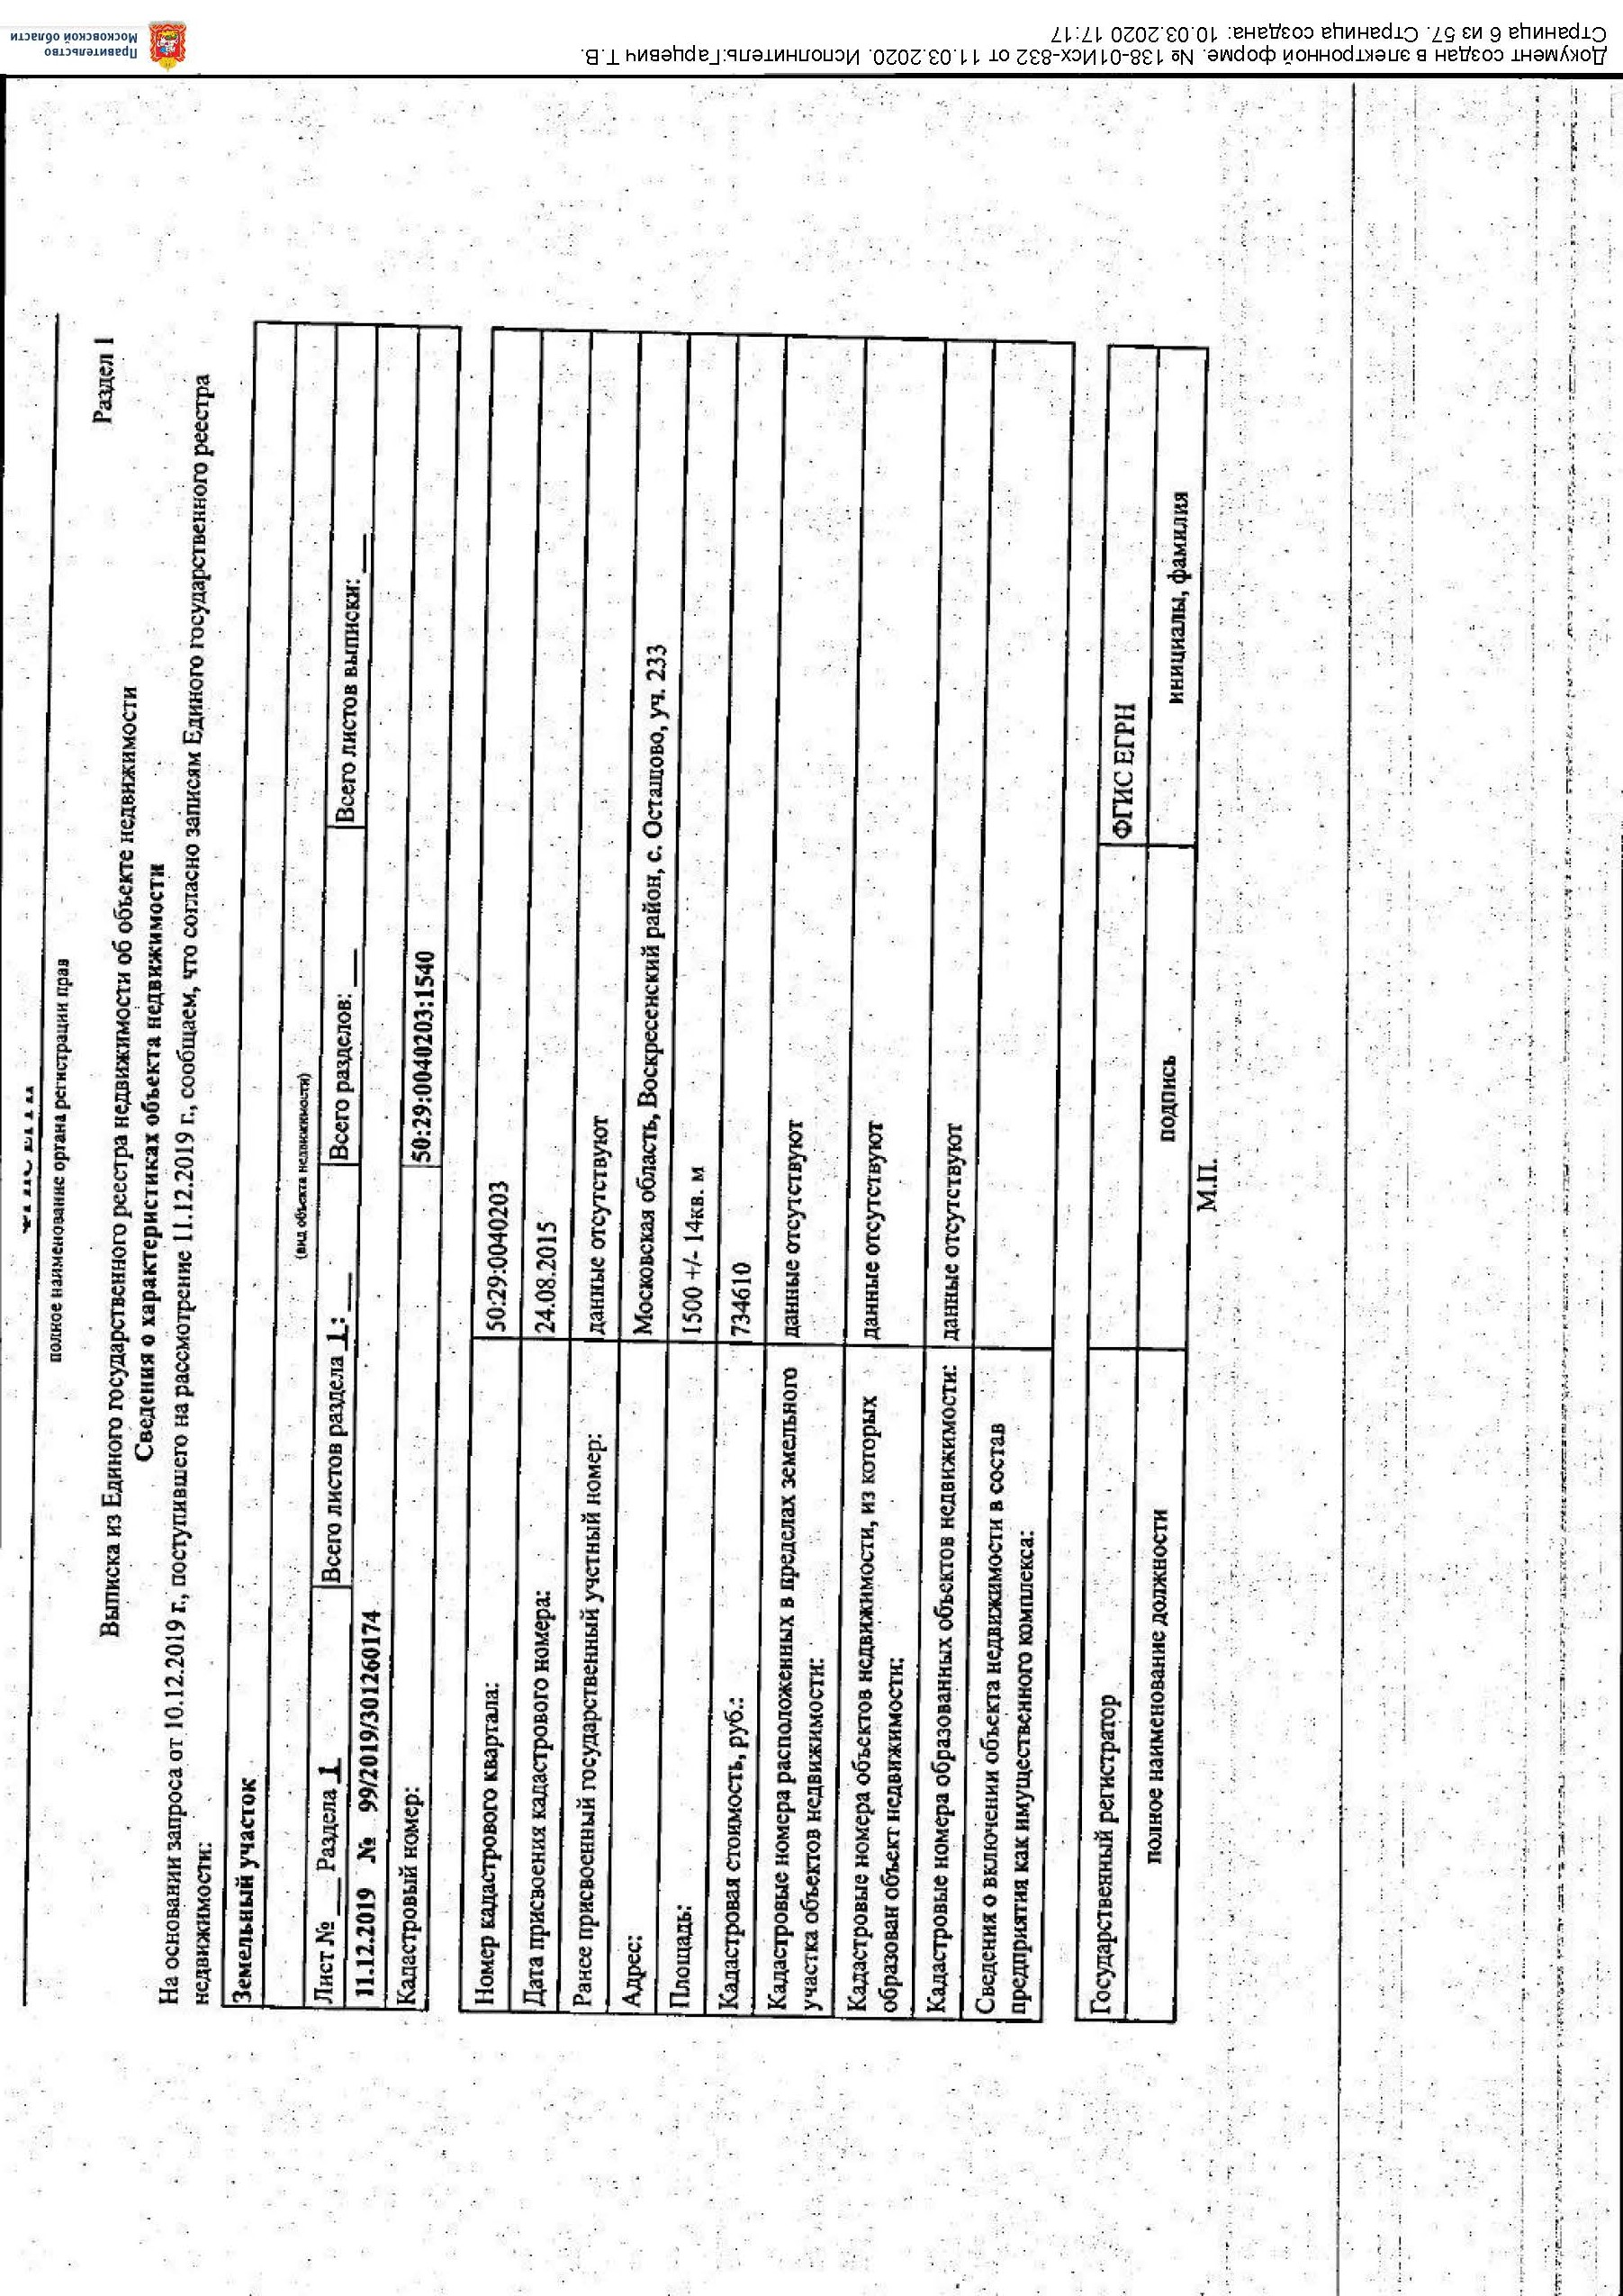 Документ создан в электронной форме. № 138-01Исх-832 от 11.03.2020. Исполнитель:Гарцевич Т.В.
Страница 6 из 57. Страница создана: 10.03.2020 17:17
Правительство
Московской области
полное наименование органа регистрации прав
Раздел 1
Выписка из Единого государственного реестра недвижимости об объекте недвижимости
Сведения о характеристиках объекта недвижимости
На основании запроса от 10.12.2019 г., поступившего на рассмотрение 11.12.2019 г., сообщаем, что согласно записям Единого государственного реестра
недвижимости:
Земельный участок
(вид объекта недвижимости)
Лист № ___ Раздела 1 Всего листов раздела 1: ___ Всего разделов: ___ Всего листов выписки: ___
11.12.2019 № 99/2019/301260174
Кадастровый номер: 50:29:0040203:1540
Номер кадастрового квартала: 50:29:0040203
Дата присвоения кадастрового номера: 24.08.2015
Ранее присвоенный государственный учетный номер: данные отсутствуют
Адрес: Московская область, Воскресенский район, с. Осташово, уч. 233
Площадь: 1500 +/- 14кв. м
Кадастровая стоимость, руб.: 734610
Кадастровые номера расположенных в пределах земельного
участка объектов недвижимости: данные отсутствуют
Кадастровые номера объектов недвижимости, из которых
образован объект недвижимости: данные отсутствуют
Кадастровые номера образованных объектов недвижимости: данные отсутствуют
Сведения о включении объекта недвижимости в состав
предприятия как имущественного комплекса:
Государственный регистратор ФГИС ЕГРН
полное наименование должности подпись инициалы, фамилия
М.П.